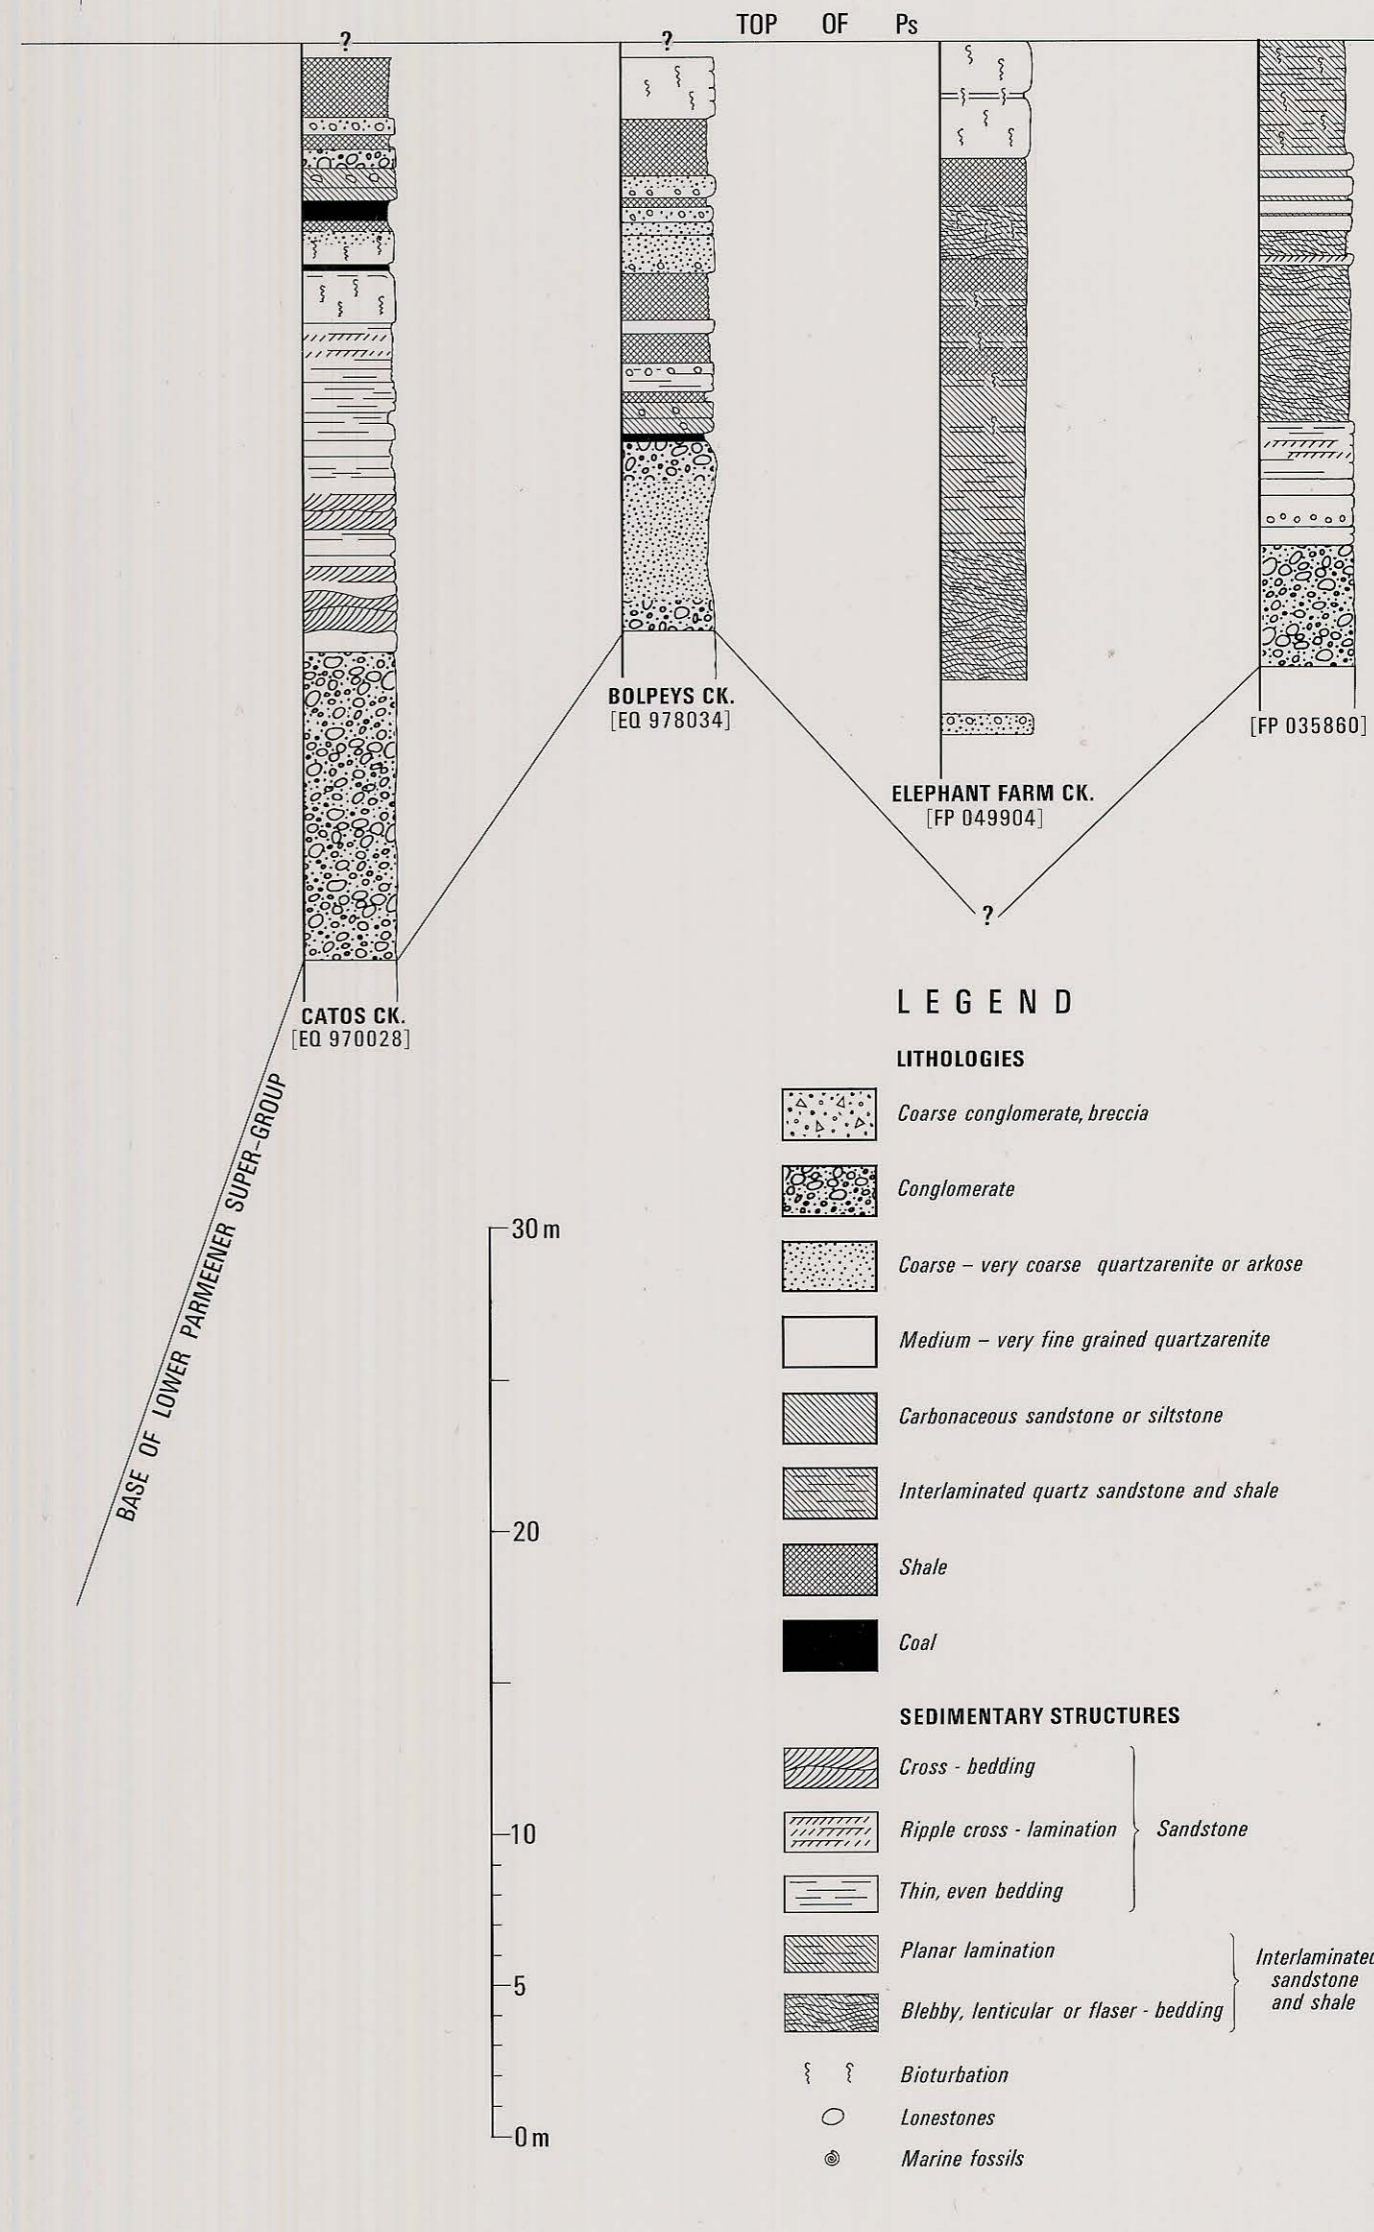 TOP OF Ps
?
?
BOLPEYS CK.
[EQ 978034]
[FP 035860]
ELEPHANT FARM CK.
[FP 049904]
?
CATOS CK.
[EQ 970028]
BASE OF LOWER PARMEENER SUPER-GROUP
LEGEND
LITHOLOGIES
Coarse conglomerate, breccia
Conglomerate
Coarse – very coarse quartzarenite or arkose
Medium – very fine grained quartzarenite
Carbonaceous sandstone or siltstone
Interlaminated quartz sandstone and shale
Shale
Coal
SEDIMENTARY STRUCTURES
Cross - bedding
Ripple cross - lamination
Sandstone
Thin, even bedding
Planar lamination
Blebby, lenticular or flaser - bedding
Interlaminated
sandstone
and shale
Bioturbation
Lonestones
Marine fossils
30 m
20
10
5
0 m